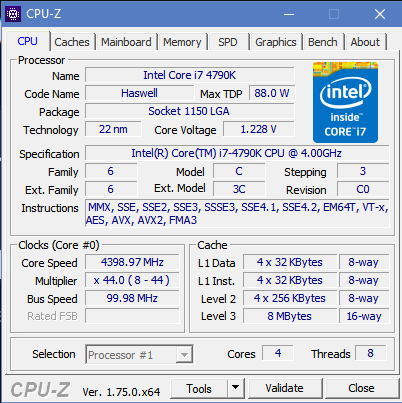 CPU-Z
CPU Caches Mainboard Memory SPD Graphics Bench About
Processor
Name Intel Core i7 4790K
Code Name Haswell Max TDP 88.0 W
Package Socket 1150 LGA
Technology 22 nm Core Voltage 1.228 V
intel
inside™
CORE™ i7
Specification Intel(R) Core(TM) i7-4790K CPU @ 4.00GHz
Family 6 Model C Stepping 3
Ext. Family 6 Ext. Model 3C Revision C0
Instructions MMX, SSE, SSE2, SSE3, SSSE3, SSE4.1, SSE4.2, EM64T, VT-x,
AES, AVX, AVX2, FMA3
Clocks (Core #0)
Core Speed 4398.97 MHz
Multiplier x 44.0 ( 8 - 44 )
Bus Speed 99.98 MHz
Rated FSB
Cache
L1 Data 4 x 32 KBytes 8-way
L1 Inst. 4 x 32 KBytes 8-way
Level 2 4 x 256 KBytes 8-way
Level 3 8 MBytes 16-way
Selection Processor #1 Cores 4 Threads 8
CPU-Z Ver. 1.75.0.x64 Tools Validate Close